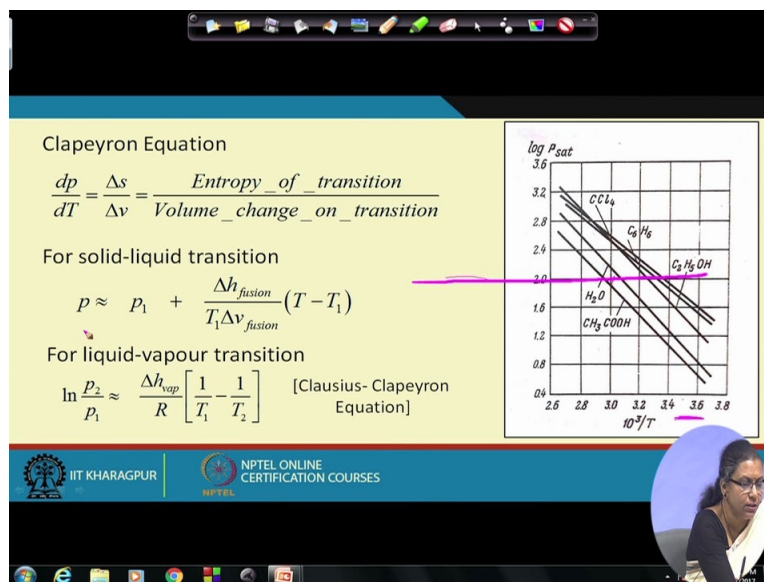 Clapeyron Equation
dp/dT = Δs/Δv = Entropy_of_transition/Volume_change_on_transition
For solid-liquid transition
p ≈ p₁ + Δh_fusion/(T₁Δv_fusion) (T − T₁)
For liquid-vapour transition
ln p₂/p₁ ≈ Δh_vap/R [1/T₁ − 1/T₂] [Clausius- Clapeyron
Equation]
log Psat
3.6
3.2
2.8
2.4
2.0
1.6
1.2
0.8
0.4
CCl₄
C₆H₆
C₂H₅OH
H₂O
CH₃COOH
2.6 2.8 3.0 3.2 3.4 3.6 3.8
10³/T
IIT KHARAGPUR
NPTEL
NPTEL ONLINE
CERTIFICATION COURSES